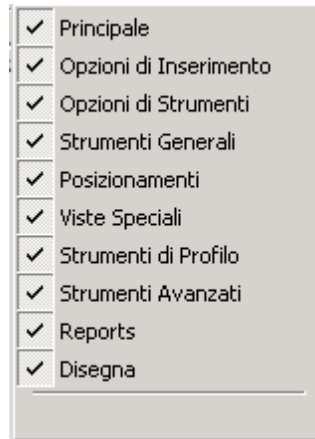 Principale
Opzioni di Inserimento
Opzioni di Strumenti
Strumenti Generali
Posizionamenti
Viste Speciali
Strumenti di Profilo
Strumenti Avanzati
Reports
Disegna